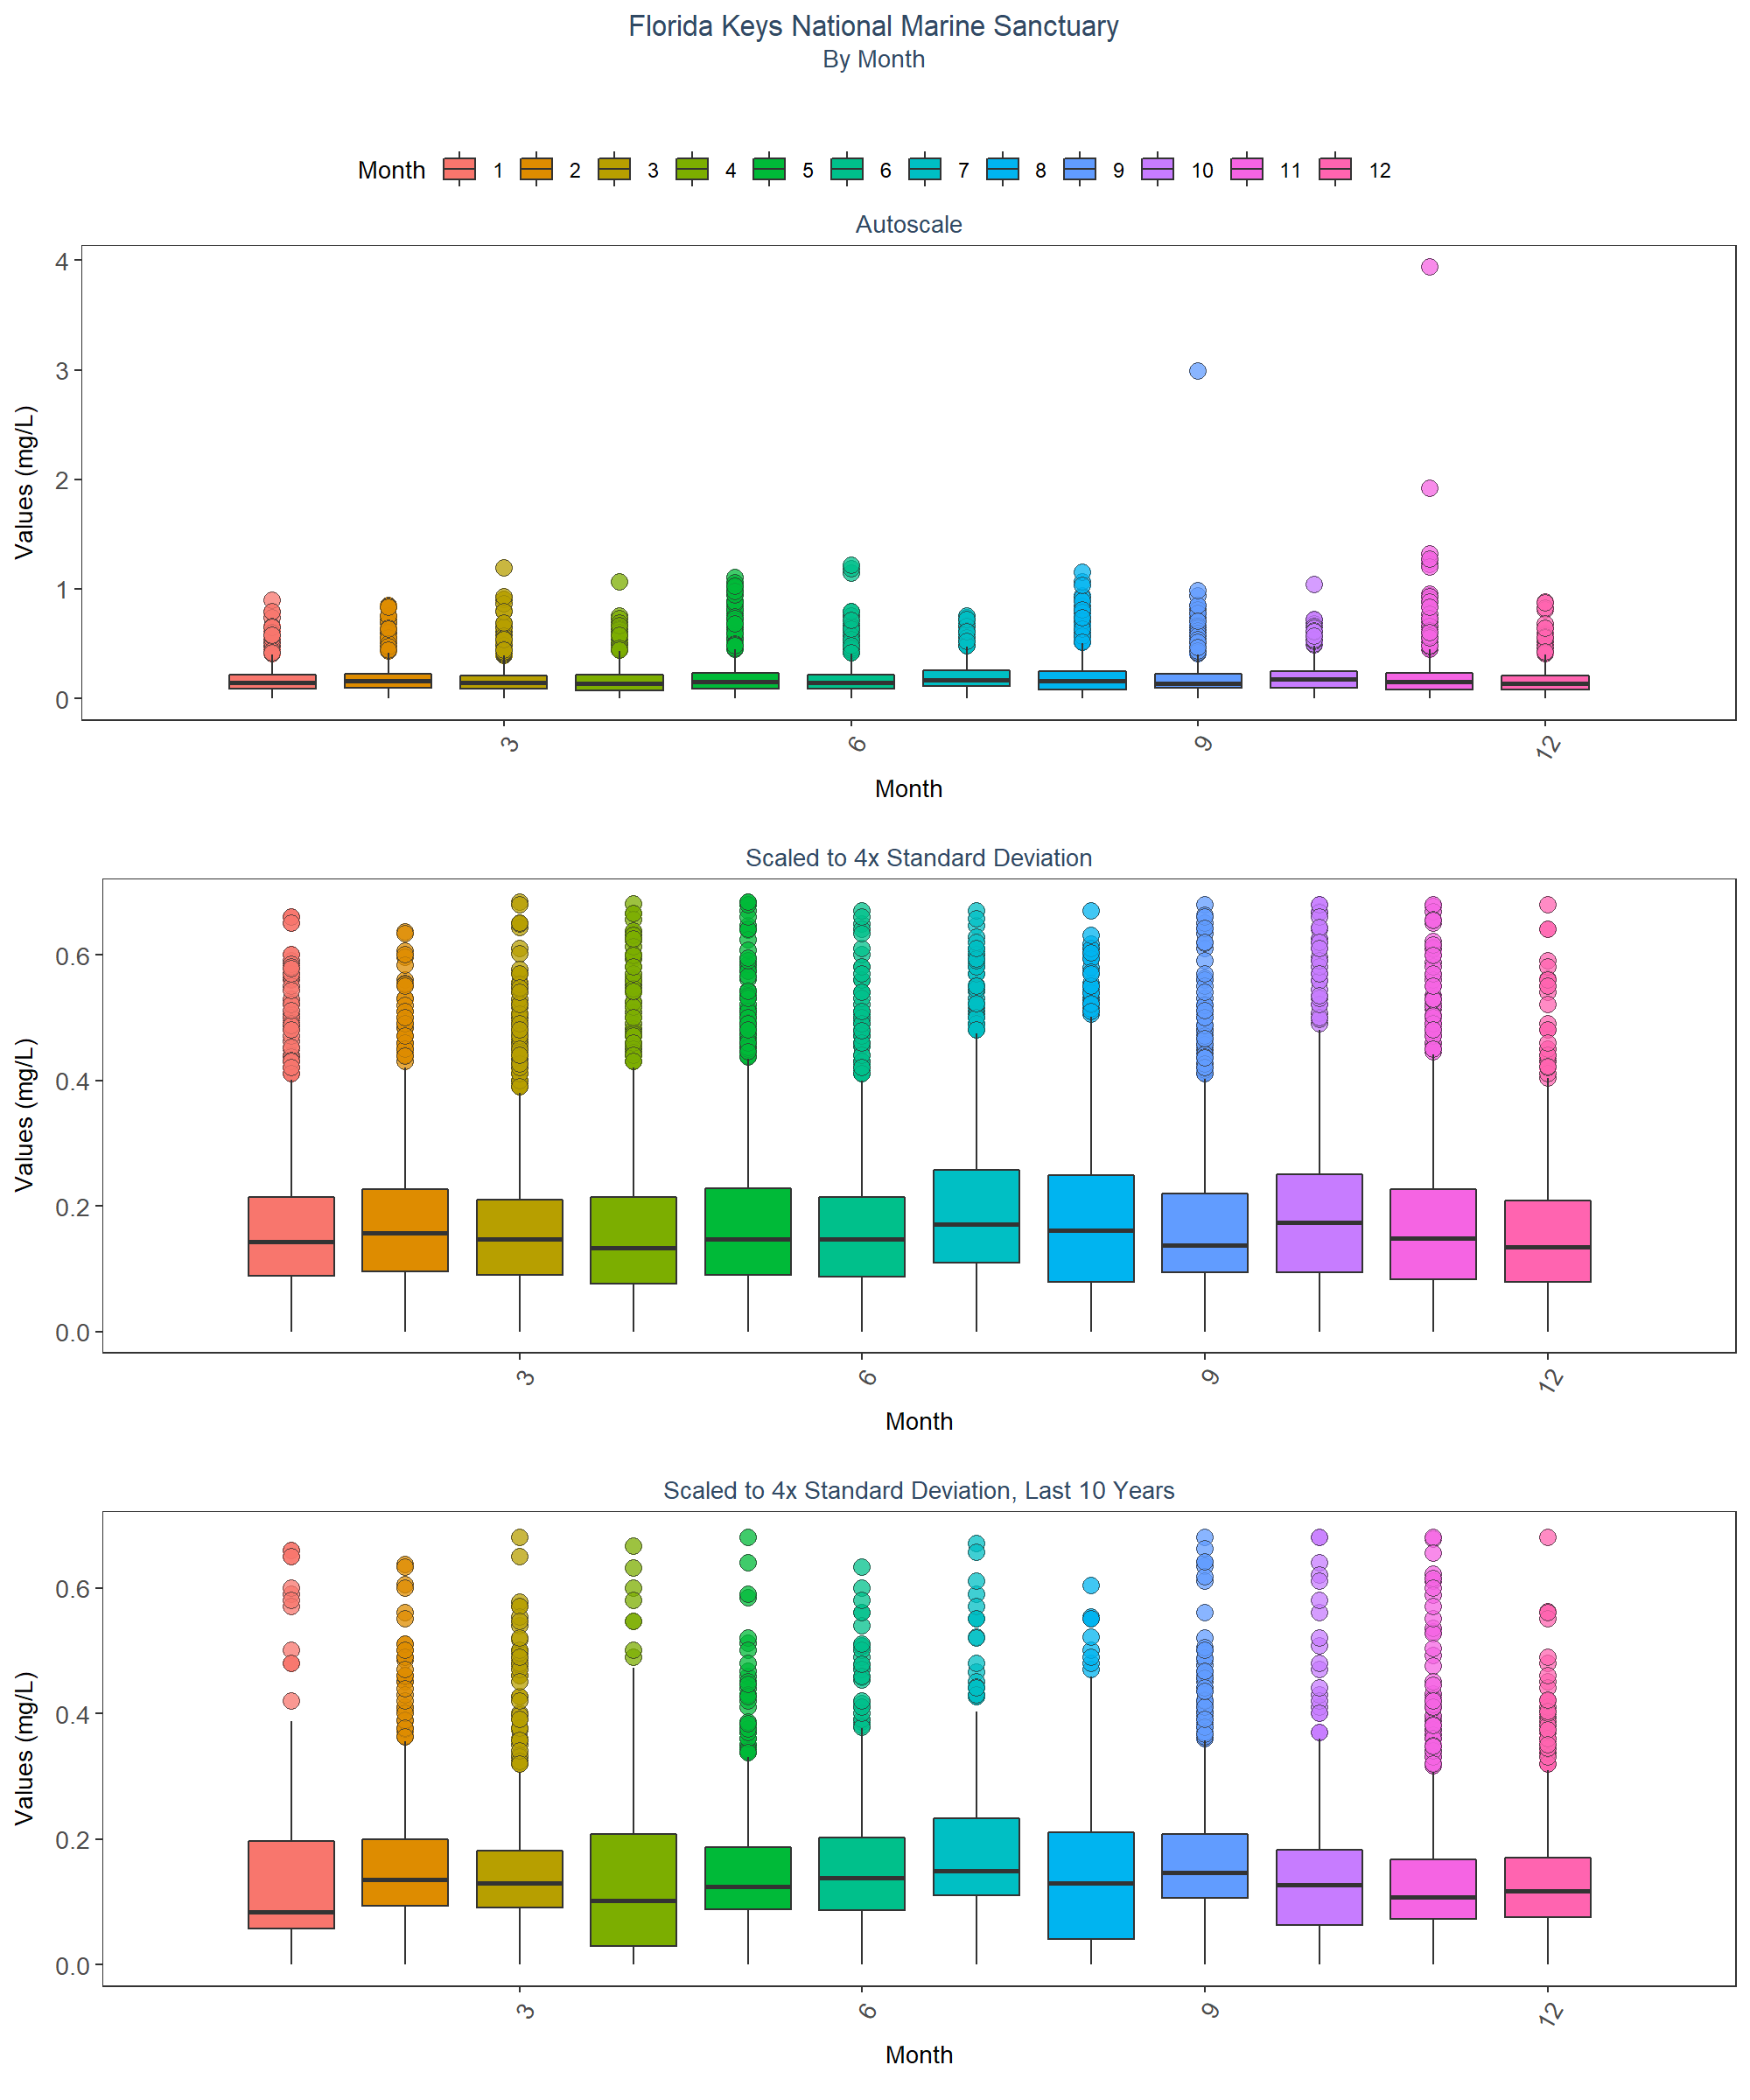 Florida Keys National Marine Sanctuary
By Month
Month 1 2 3 4 5 6 7 8 9 10 11 12
Autoscale
Values (mg/L)
4
3
2
1
0
3 6 9 12
Month
Scaled to 4x Standard Deviation
Values (mg/L)
0.6
0.4
0.2
0.0
3 6 9 12
Month
Scaled to 4x Standard Deviation, Last 10 Years
Values (mg/L)
0.6
0.4
0.2
0.0
3 6 9 12
Month